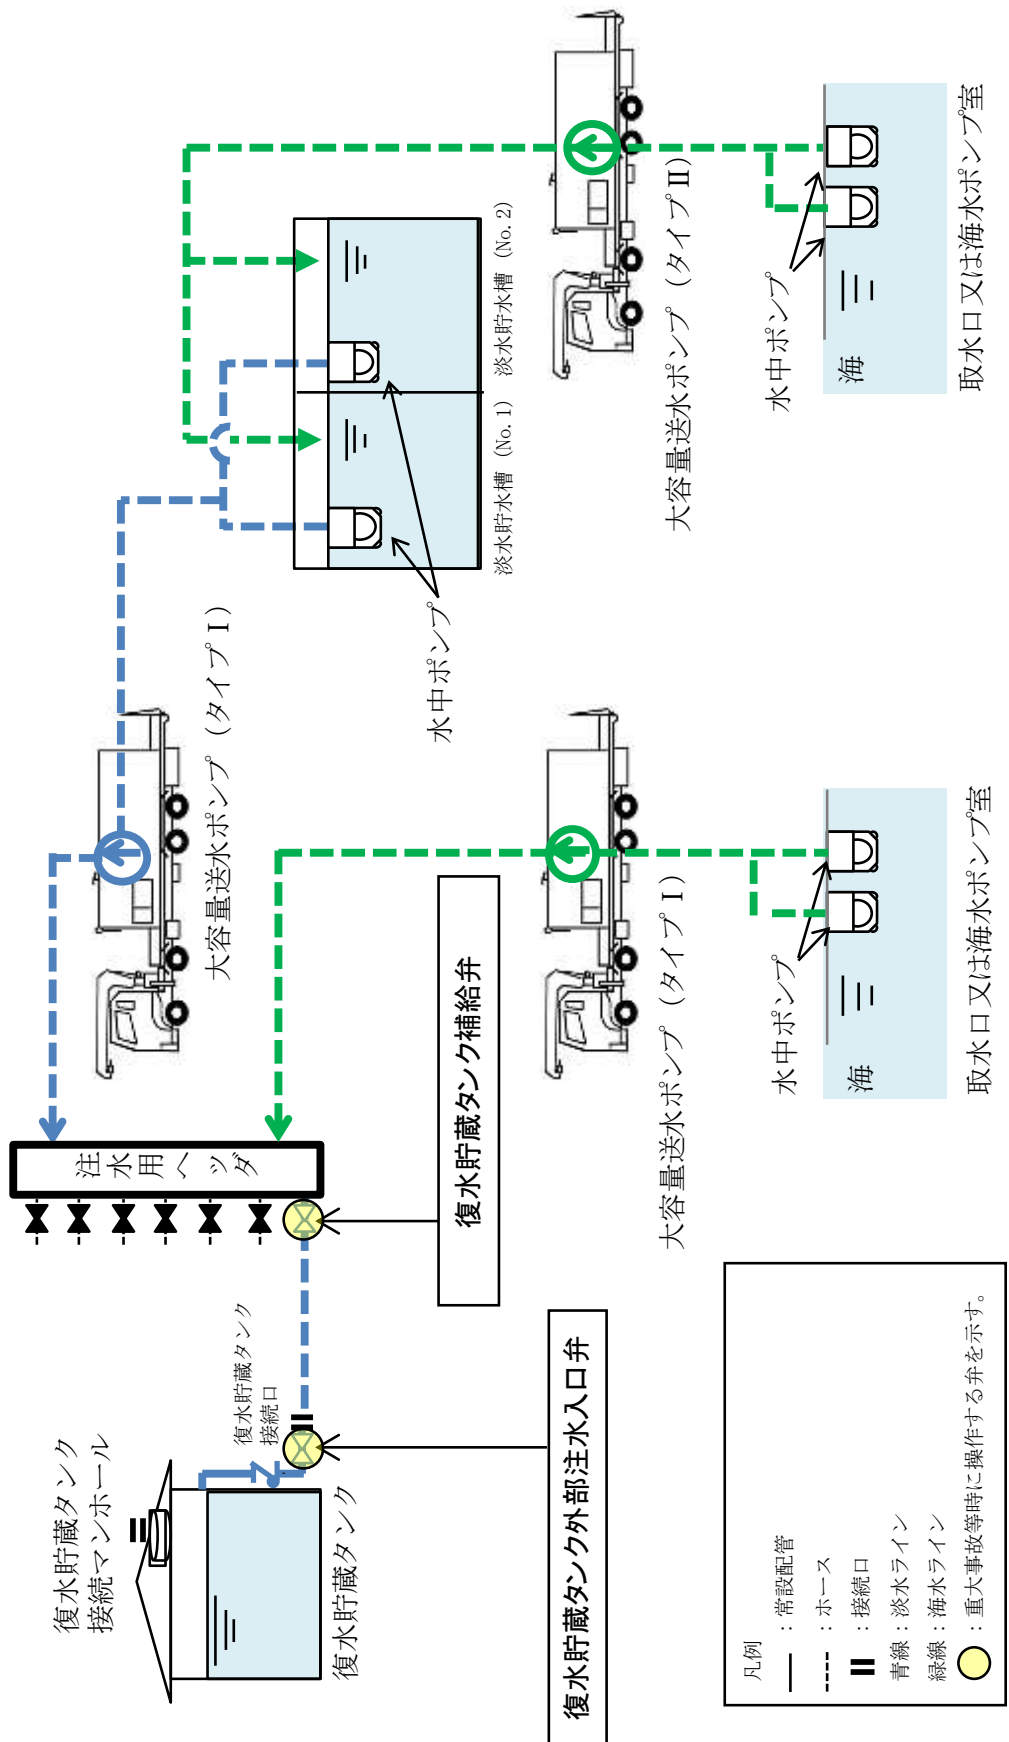 復水貯蔵タンク
接続マンホール
復水貯蔵タンク
接続口
復水貯蔵タンク
復水貯蔵タンク外部注水入口弁
注水用ヘッダ
復水貯蔵タンク補給弁
大容量送水ポンプ（タイプⅠ）
水中ポンプ
淡水貯水槽 (No. 1)
淡水貯水槽 (No. 2)
大容量送水ポンプ（タイプⅠ）
水中ポンプ
海
取水口又は海水ポンプ室
大容量送水ポンプ（タイプⅡ）
水中ポンプ
海
取水口又は海水ポンプ室
凡例
：常設配管
：ホース
：接続口
青線：淡水ライン
緑線：海水ライン
：重大事故等時に操作する弁を示す。